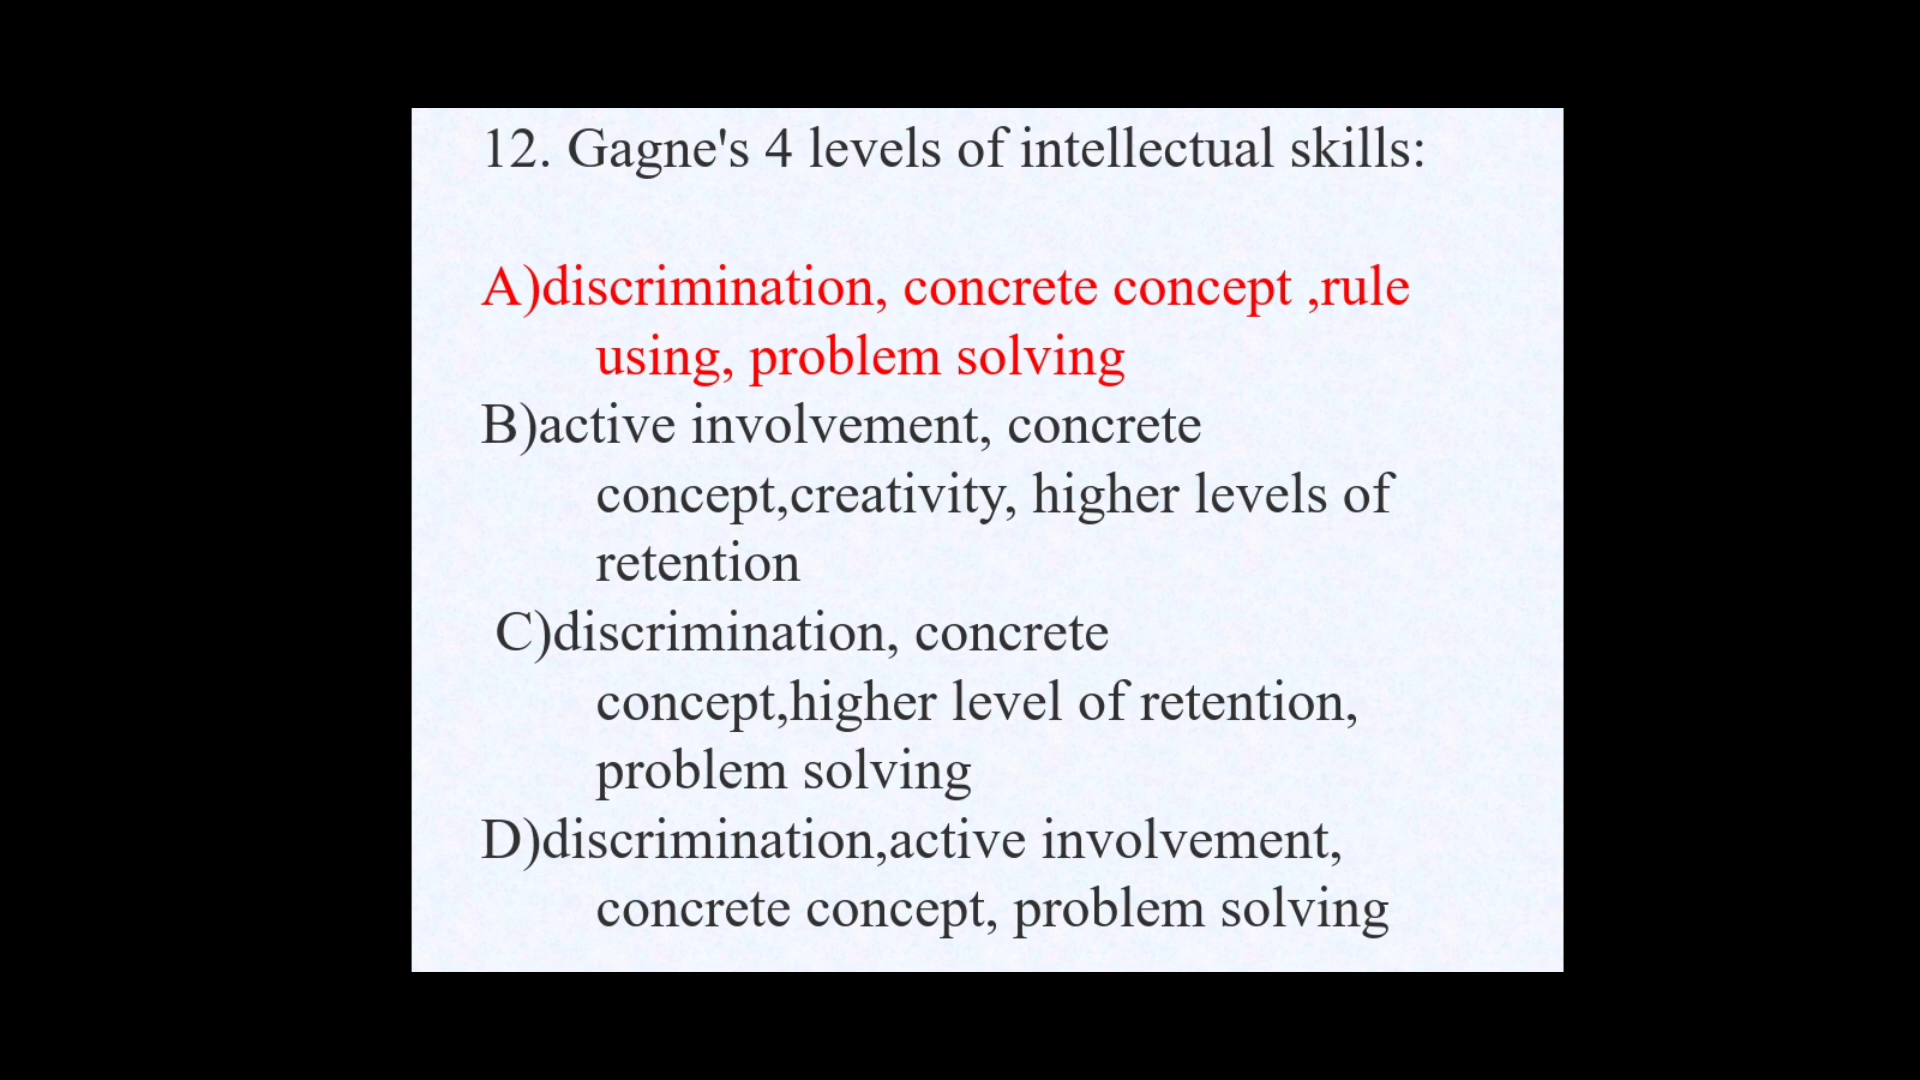 12. Gagne's 4 levels of intellectual skills:
A)discrimination, concrete concept ,rule
using, problem solving
B)active involvement, concrete
concept,creativity, higher levels of
retention
C)discrimination, concrete
concept,higher level of retention,
problem solving
D)discrimination,active involvement,
concrete concept, problem solving